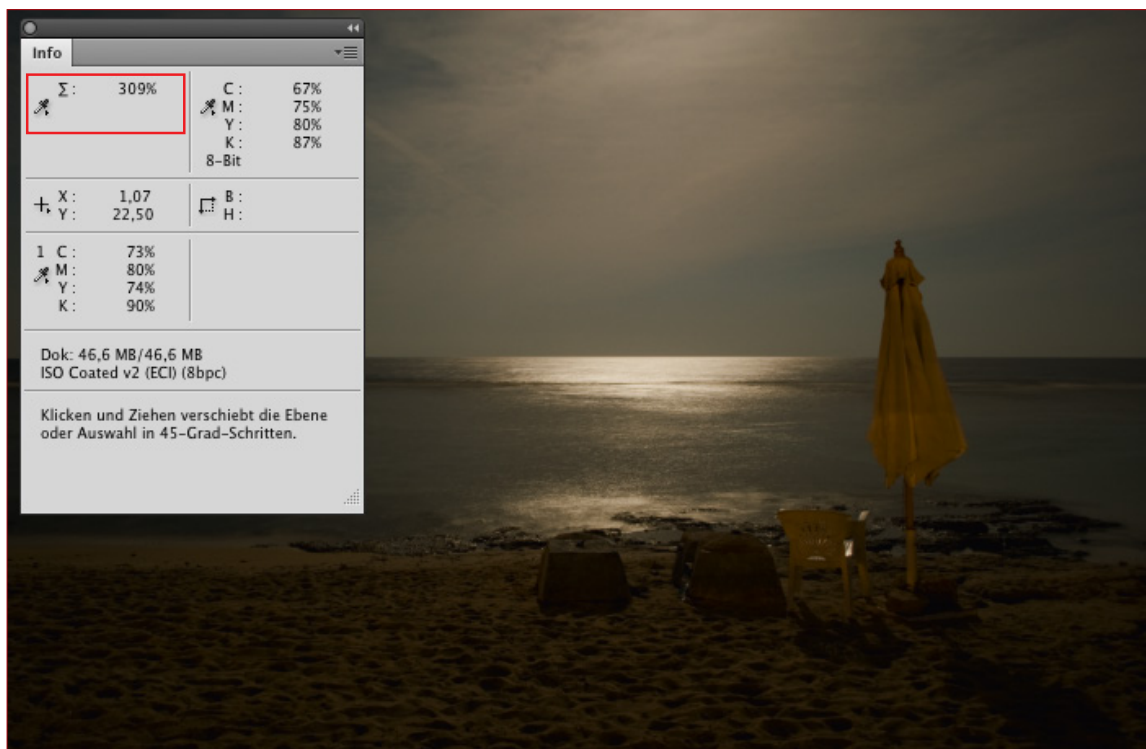 Info
Σ: 309%
C: 67%
M: 75%
Y: 80%
K: 87%
8-Bit
X: 1,07
Y: 22,50
B:
H:
1 C: 73%
M: 80%
Y: 74%
K: 90%
Dok: 46,6 MB/46,6 MB
ISO Coated v2 (ECI) (8bpc)
Klicken und Ziehen verschiebt die Ebene
oder Auswahl in 45-Grad-Schritten.